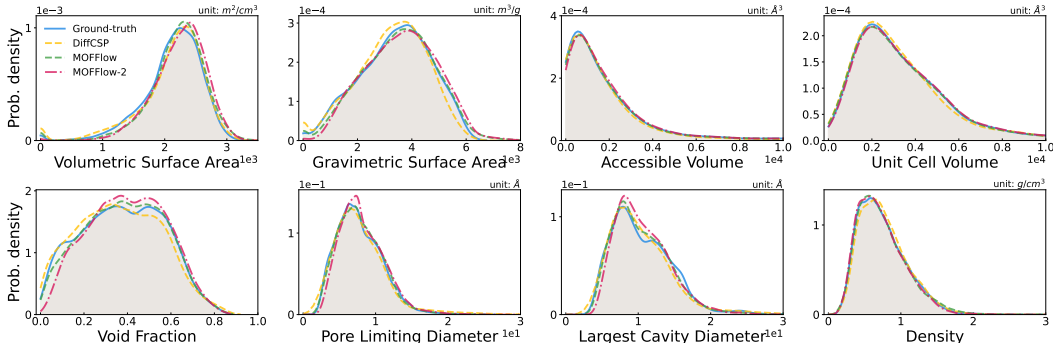 1e−3
unit: m²/cm³
Prob. density
1
0
Ground-truth
DiffCSP
MOFFlow
MOFFlow-2
0 1 2 3
Volumetric Surface Area
1e3
1e−4
unit: m³/g
3
2
1
0
0 2 4 6 8
Gravimetric Surface Area
1e3
1e−4
unit: Å³
4
2
0
0.0 0.2 0.4 0.6 0.8 1.0
Accessible Volume
1e4
1e−4
unit: Å³
2.0
1.5
1.0
0.5
0.0
0.0 0.2 0.4 0.6 0.8 1.0
Unit Cell Volume
1e4
Prob. density
2
1
0
0.0 0.2 0.4 0.6 0.8 1.0
Void Fraction
1e−1
unit: Å
1
0
0 1 2 3
Pore Limiting Diameter
1e1
1e−1
unit: Å
1
0
0 1 2 3
Largest Cavity Diameter
1e1
unit: g/cm³
1
0
0 1 2 3
Density